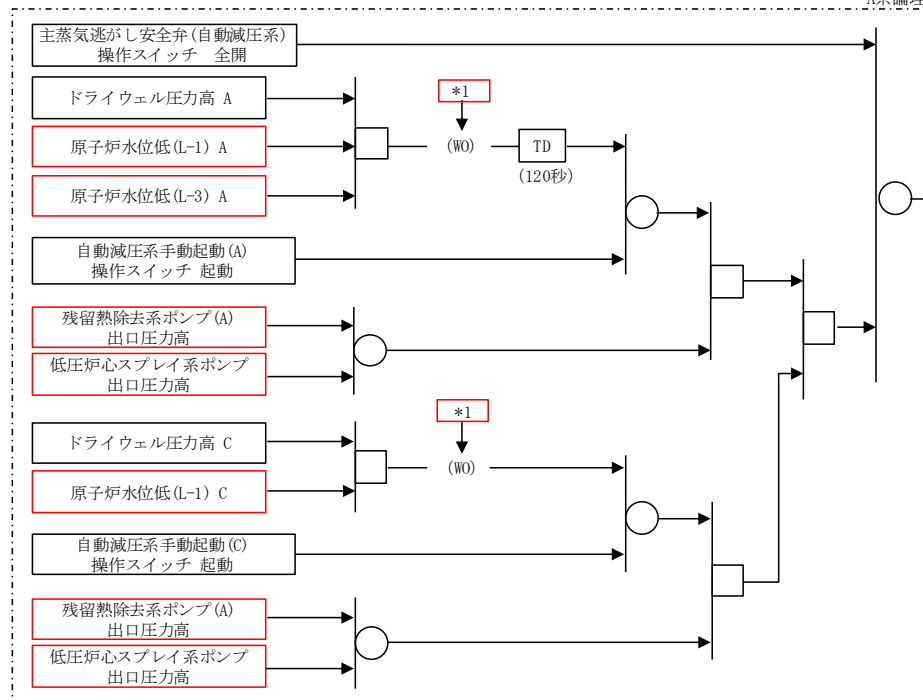 A系論理
主蒸気逃がし安全弁(自動減圧系)
操作スイッチ 全開
ドライウェル圧力高 A
*1
原子炉水位低(L-1) A
(WO)
TD
(120秒)
原子炉水位低(L-3) A
自動減圧系手動起動(A)
操作スイッチ 起動
残留熱除去系ポンプ(A)
出口圧力高
低圧炉心スプレイ系ポンプ
出口圧力高
*1
ドライウェル圧力高 C
(WO)
原子炉水位低(L-1) C
自動減圧系手動起動(C)
操作スイッチ 起動
残留熱除去系ポンプ(A)
出口圧力高
低圧炉心スプレイ系ポンプ
出口圧力高